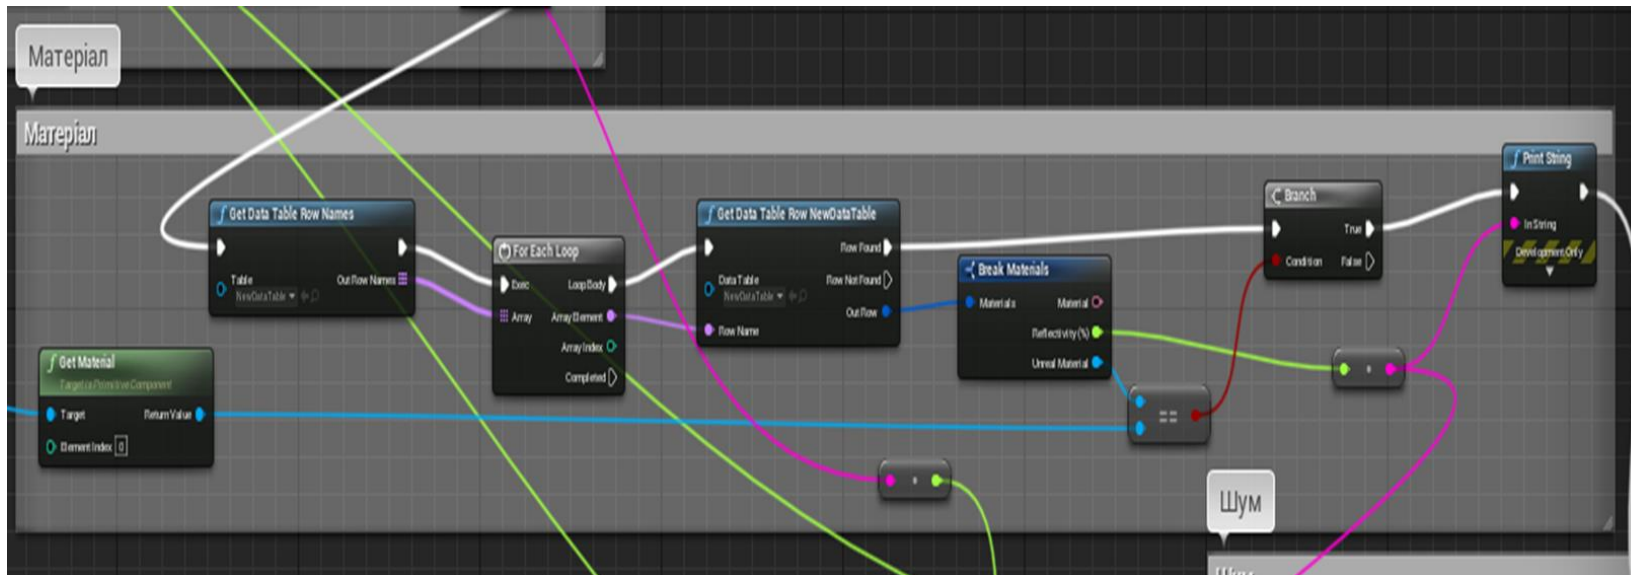 Матеріал
Матеріал
Get Data Table Row Names
Table
NewDataTable
Out Row Names
For Each Loop
Exec
Loop Body
Array
Array Element
Array Index
Completed
Get Data Table Row NewDataTable
Row Found
Data Table
NewDataTable
Row Not Found
Out Row
Row Name
Break Materials
Materials
Material
Reflectivity (%)
Unreal Material
Branch
True
Condition
False
Print String
In String
Development Only
Get Material
Target is Primitive Component
Target
Return Value
Element Index 0
==
Шум
Шум